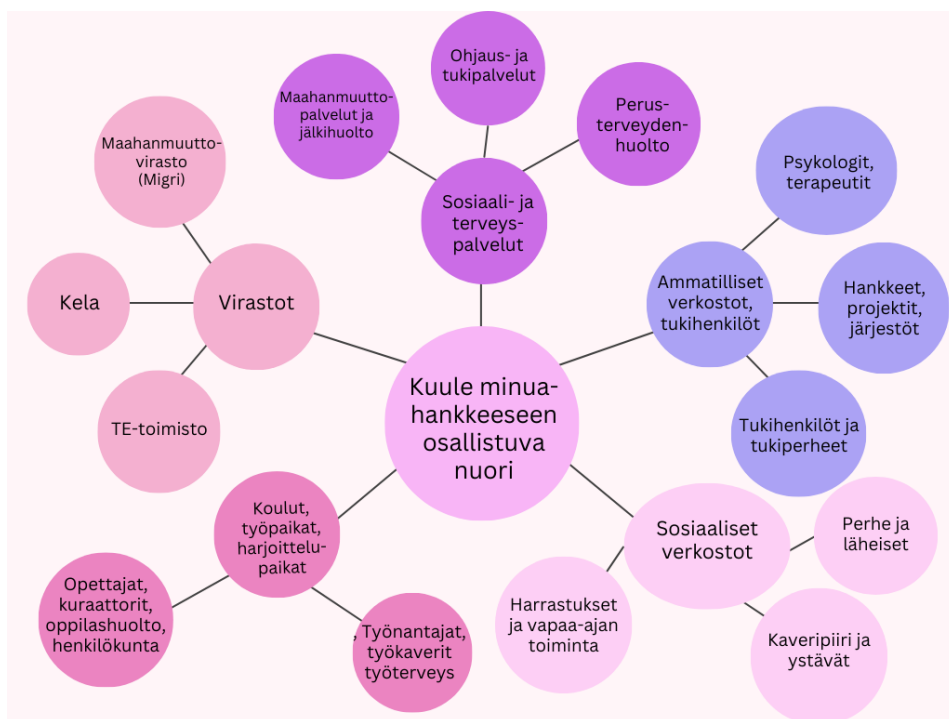 Ohjaus- ja
tukipalvelut
Maahanmuutto-
palvelut ja
jälkihuolto
Perus-
terveyden-
huolto
Sosiaali- ja
terveys-
palvelut
Maahanmuutto-
virasto
(Migri)
Kela
Virastot
TE-toimisto
Psykologit,
terapeutit
Ammatilliset
verkostot,
tukihenkilöt
Hankkeet,
projektit,
järjestöt
Tukihenkilöt ja
tukiperheet
Kuule minua-
hankkeeseen
osallistuva
nuori
Koulut,
työpaikat,
harjoittelu-
paikat
Opettajat,
kuraattorit,
oppilashuolto,
henkilökunta
, Työnantajat,
työkaverit
työterveys
Sosiaaliset
verkostot
Perhe ja
läheiset
Harrastukset
ja vapaa-ajan
toiminta
Kaveripiiri ja
ystävät